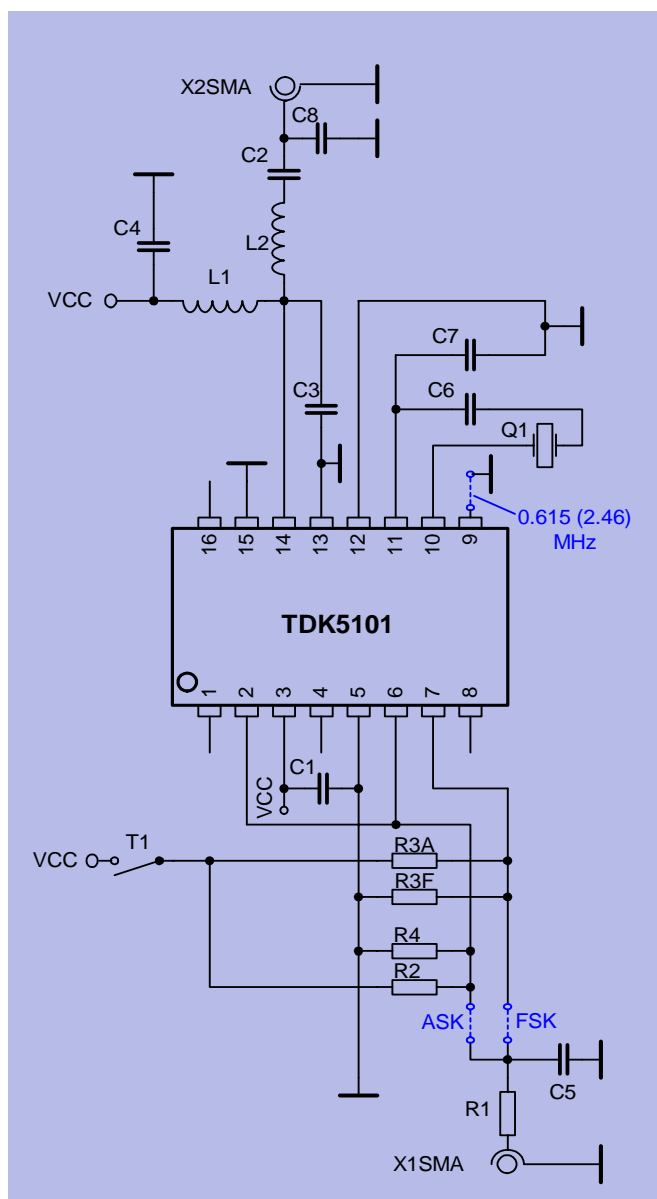 X2SMA
C8
C2
C4
L2
L1
VCC
C7
C3
C6
Q1
0.615 (2.46)
MHz
16 15 14 13 12 11 10 9
TDK5101
1 2 3 4 5 6 7 8
C1
VCC
T1
VCC
R3A
R3F
R4
R2
ASK
FSK
C5
R1
X1SMA